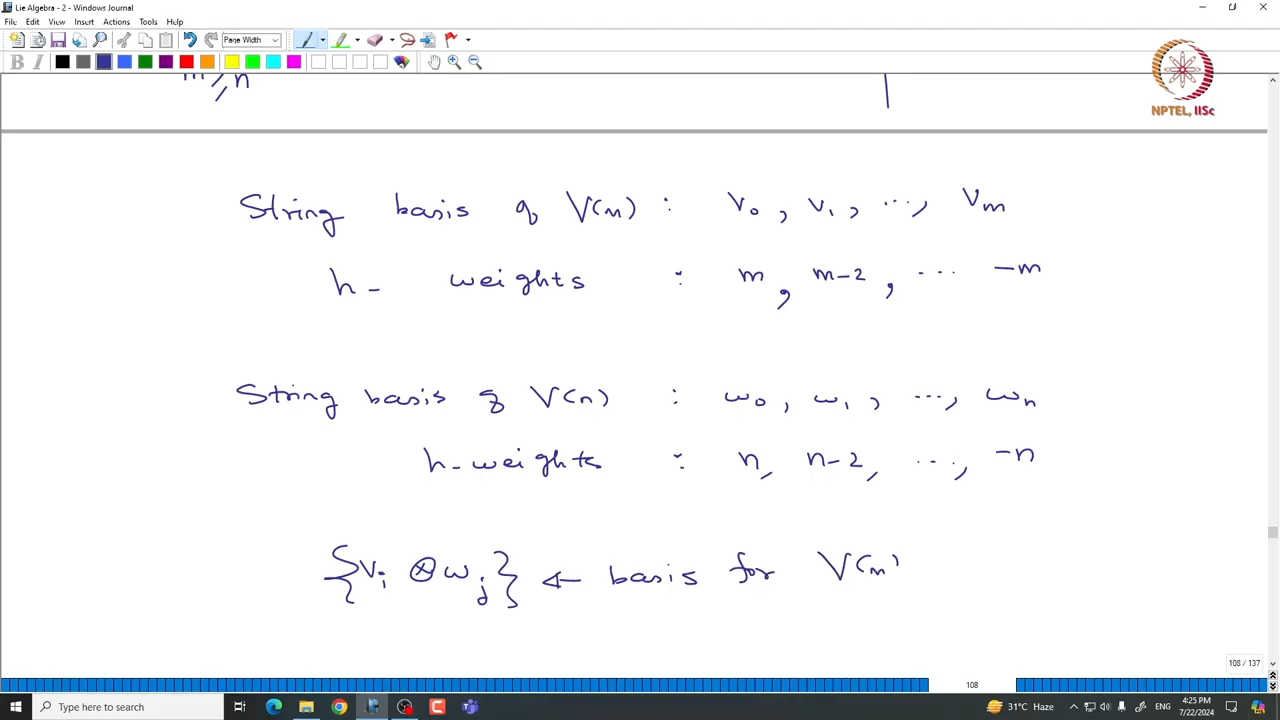 Lie Algebra - 2 - Windows Journal
File Edit View Insert Actions Tools Help
Page Width
B I
NPTEL, IISc
m ≥ n
String basis of V(m) : v₀, v₁, ..., vₘ
h- weights : m, m-2, ... -m
String basis of V(n) : w₀, w₁, ..., wₙ
h-weights : n, n-2, ..., -n
{vᵢ ⊗ wⱼ} ← basis for V(m)
108 / 137
108
Type here to search
31°C Haze
ENG
4:25 PM
7/22/2024